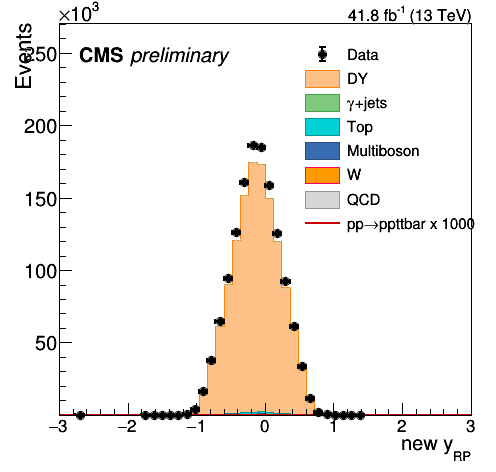 ×10³
41.8 fb⁻¹ (13 TeV)
Events
CMS preliminary
250
200
150
100
50
Data
DY
γ+jets
Top
Multiboson
W
QCD
pp→ppttbar x 1000
−3
−2
−1
0
1
2
3
new y_RP